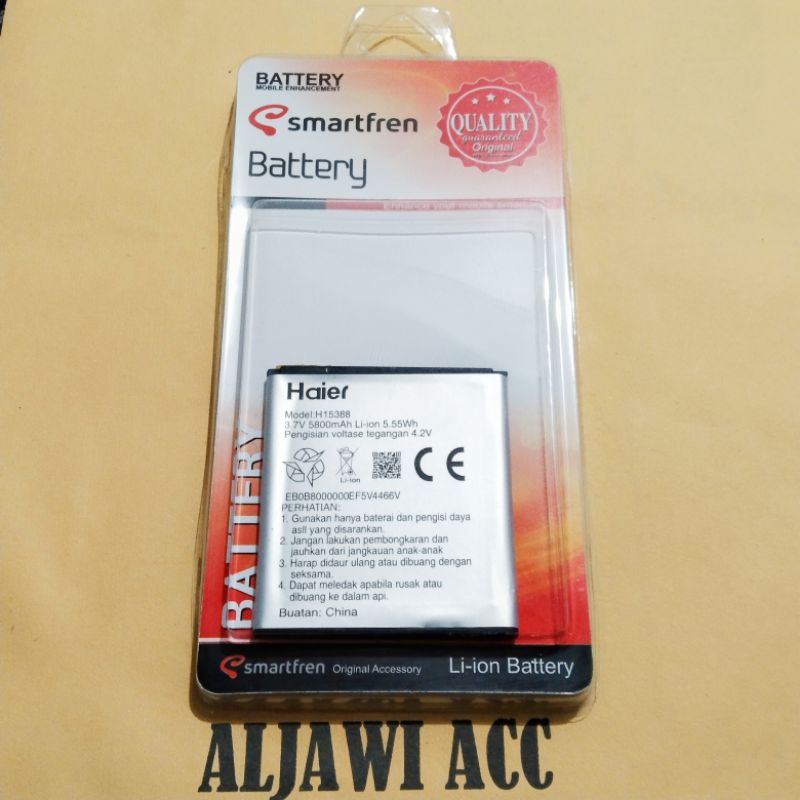 BATTERY
MOBILE ENHANCEMENT
smartfren
Battery
QUALITY
guaranteed
Original
Enhance your mobile
Haier
Model:H15388
3.7V 5800mAh Li-ion 5.55Wh
Pengisian voltase tegangan 4.2V
Li-ion
CE
EB0B8000000EF5V4466V
PERHATIAN:
1. Gunakan hanya baterai dan pengisi daya
asll yang disarankan.
2. Jangan lakukan pembongkaran dan
jauhkan dari jangkauan anak-anak
3. Harap didaur ulang atau dibuang dengan
seksama.
4. Dapat meledak apabila rusak atau
dibuang ke dalam api.
Buatan: China
BATTERY
smartfren Original Accessory
Li-ion Battery
ALJAWI ACC